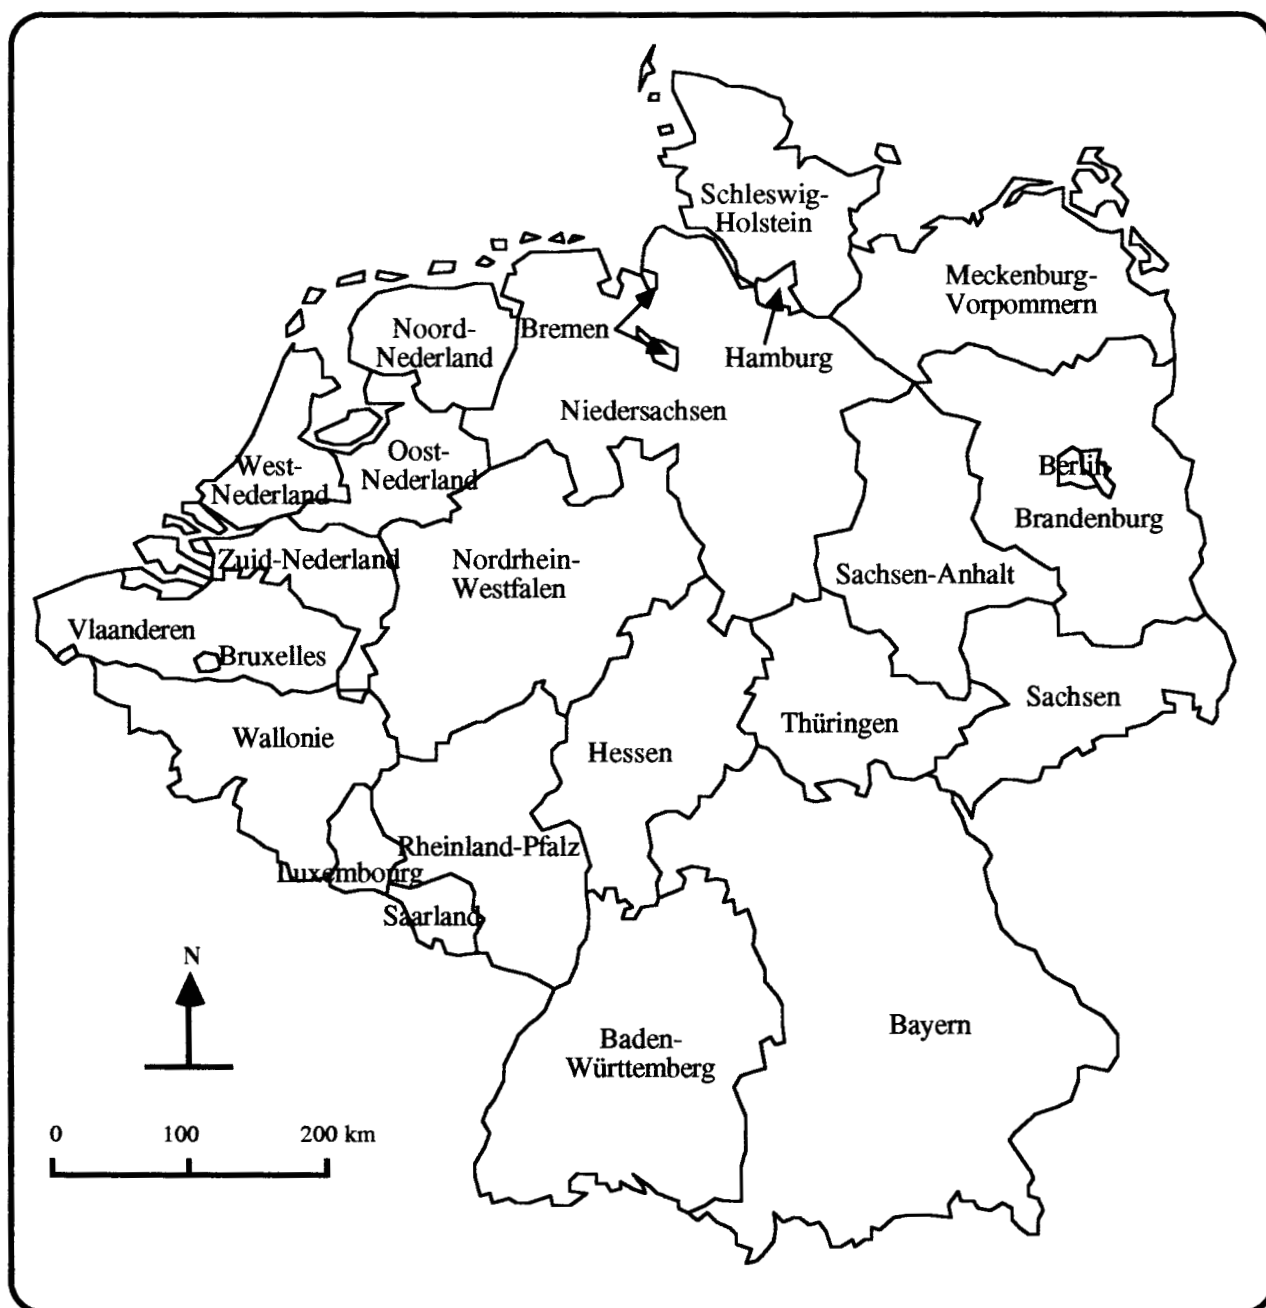 Schleswig-
Holstein
Meckenburg-
Vorpommern
Noord-
Nederland
Bremen
Hamburg
Niedersachsen
West-
Nederland
Oost-
Nederland
Berlin
Brandenburg
Zuid-Nederland
Nordrhein-
Westfalen
Sachsen-Anhalt
Vlaanderen
Bruxelles
Wallonie
Hessen
Thüringen
Sachsen
Rheinland-Pfalz
Luxembourg
Saarland
N
Baden-
Württemberg
Bayern
0 100 200 km